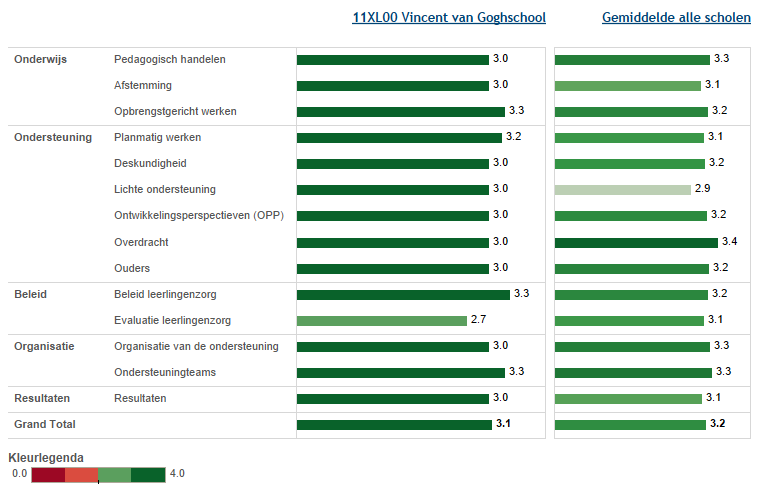 11XL00 Vincent van Goghschool Gemiddelde alle scholen
Onderwijs Pedagogisch handelen 3.0 3.3
Afstemming 3.0 3.1
Opbrengstgericht werken 3.3 3.2
Ondersteuning Planmatig werken 3.2 3.1
Deskundigheid 3.0 3.2
Lichte ondersteuning 3.0 2.9
Ontwikkelingsperspectieven (OPP) 3.0 3.2
Overdracht 3.0 3.4
Ouders 3.0 3.2
Beleid Beleid leerlingenzorg 3.3 3.2
Evaluatie leerlingenzorg 2.7 3.1
Organisatie Organisatie van de ondersteuning 3.0 3.3
Ondersteuningteams 3.3 3.3
Resultaten Resultaten 3.0 3.1
Grand Total 3.1 3.2
Kleurlegenda
0.0 4.0